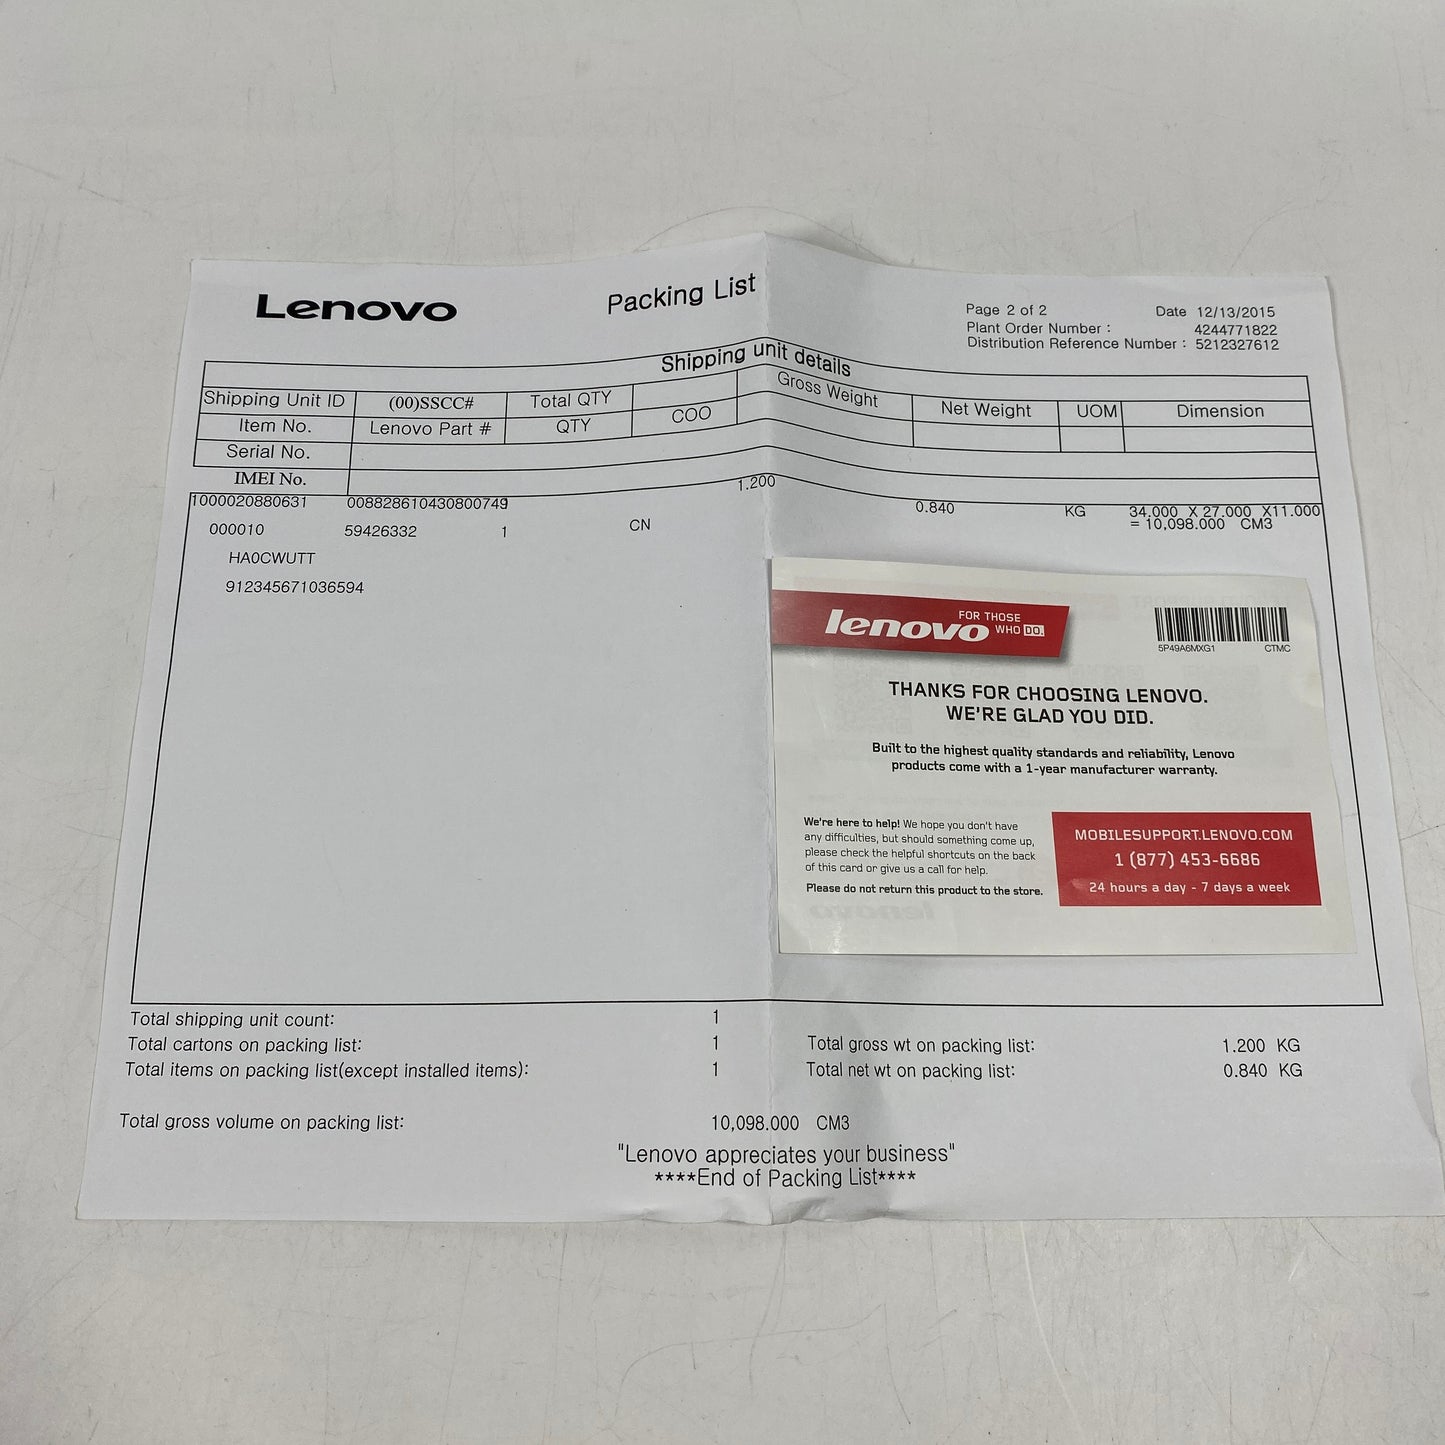 Lenovo
Packing List
Page 2 of 2 Date 12/13/2015
Plant Order Number : 4244771822
Distribution Reference Number : 5212327612
Shipping unit details
Shipping Unit ID (00)SSCC# Total QTY Gross Weight Net Weight UOM Dimension
Item No. Lenovo Part # QTY COO
Serial No.
IMEI No.
1000020880631 00882861043080074 1.200 0.840 KG 34.000 X 27.000 X11.000
= 10,098.000 CM3
000010 59426332 1 CN
HA0CWUTT
912345671036594
lenovo FOR THOSE
WHO DO.
5P49A6MXG1 CTMC
THANKS FOR CHOOSING LENOVO.
WE'RE GLAD YOU DID.
Built to the highest quality standards and reliability, Lenovo
products come with a 1-year manufacturer warranty.
We're here to help! We hope you don't have
any difficulties, but should something come up,
please check the helpful shortcuts on the back
of this card or give us a call for help.
Please do not return this product to the store.
MOBILESUPPORT.LENOVO.COM
1 (877) 453-6686
24 hours a day - 7 days a week
Total shipping unit count: 1
Total cartons on packing list: 1 Total gross wt on packing list: 1.200 KG
Total items on packing list(except installed items): 1 Total net wt on packing list: 0.840 KG
Total gross volume on packing list: 10,098.000 CM3
"Lenovo appreciates your business"
****End of Packing List****